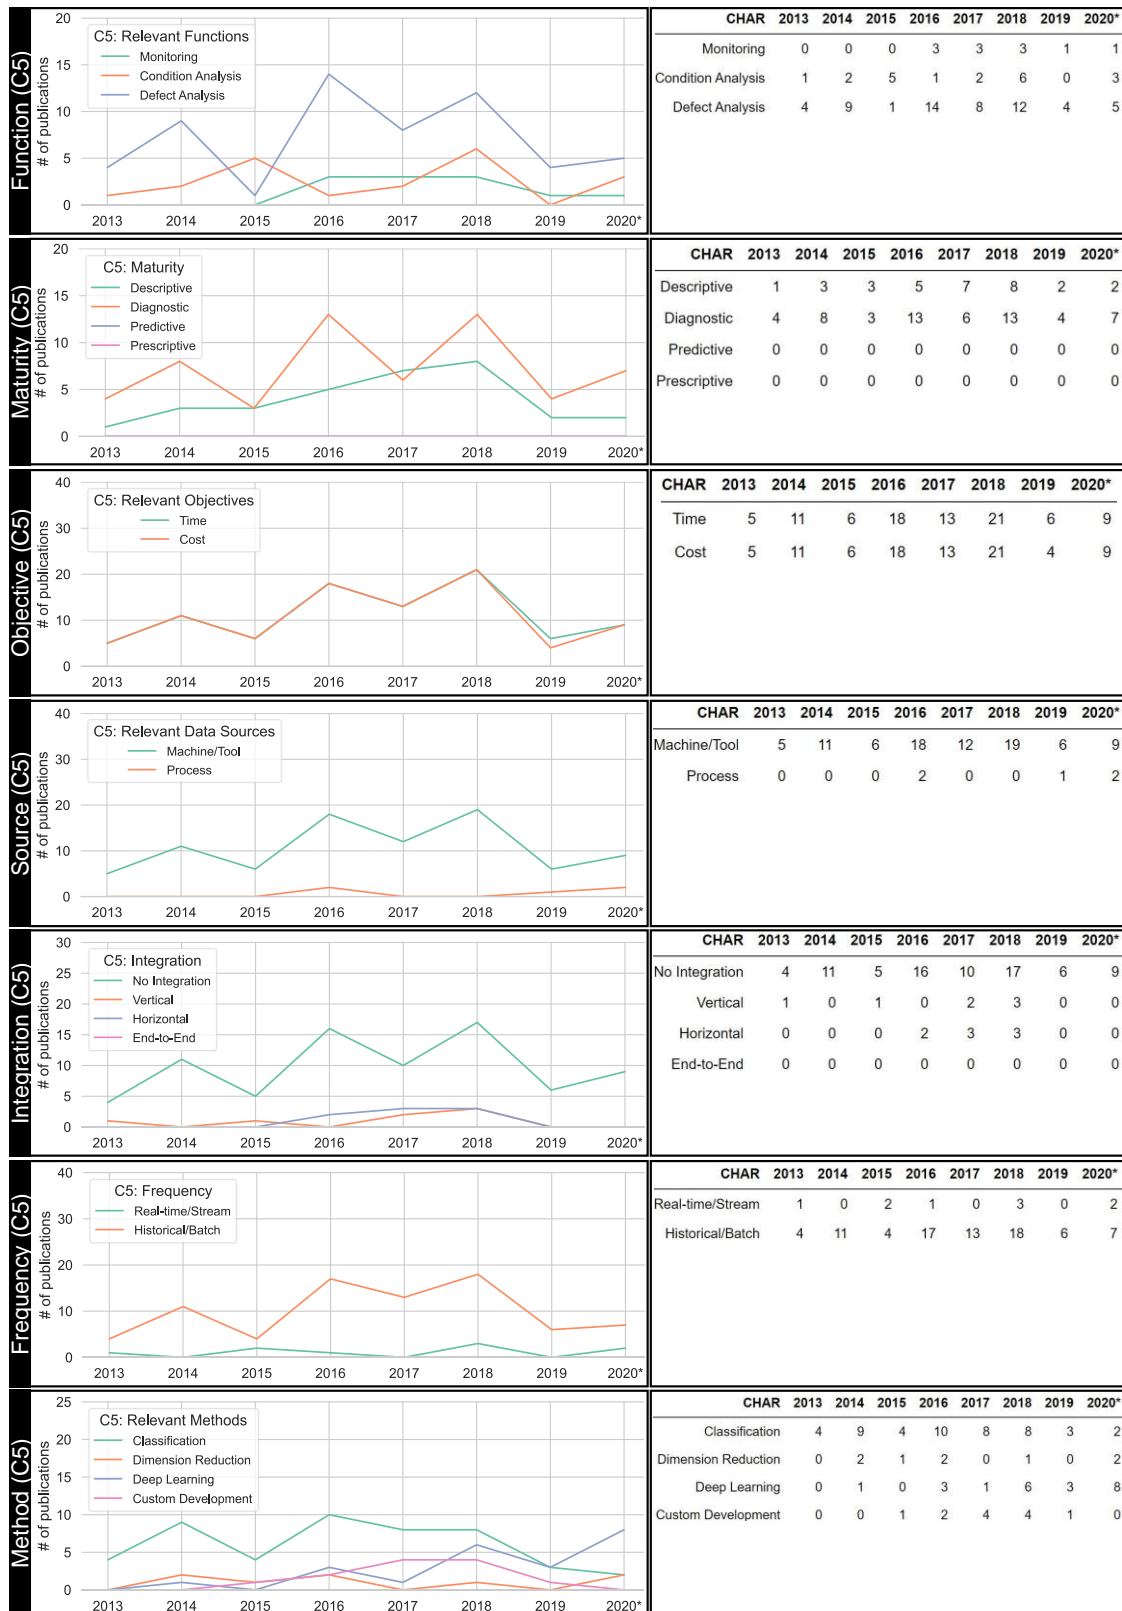 Function (C5)
# of publications
20
15
10
5
0
C5: Relevant Functions
Monitoring
Condition Analysis
Defect Analysis
2013 2014 2015 2016 2017 2018 2019 2020*
CHAR 2013 2014 2015 2016 2017 2018 2019 2020*
Monitoring 0 0 0 3 3 3 1 1
Condition Analysis 1 2 5 1 2 6 0 3
Defect Analysis 4 9 1 14 8 12 4 5
Maturity (C5)
# of publications
20
15
10
5
0
C5: Maturity
Descriptive
Diagnostic
Predictive
Prescriptive
2013 2014 2015 2016 2017 2018 2019 2020*
CHAR 2013 2014 2015 2016 2017 2018 2019 2020*
Descriptive 1 3 3 5 7 8 2 2
Diagnostic 4 8 3 13 6 13 4 7
Predictive 0 0 0 0 0 0 0 0
Prescriptive 0 0 0 0 0 0 0 0
Objective (C5)
# of publications
40
30
20
10
0
C5: Relevant Objectives
Time
Cost
2013 2014 2015 2016 2017 2018 2019 2020*
CHAR 2013 2014 2015 2016 2017 2018 2019 2020*
Time 5 11 6 18 13 21 6 9
Cost 5 11 6 18 13 21 4 9
Source (C5)
# of publications
40
30
20
10
0
C5: Relevant Data Sources
Machine/Tool
Process
2013 2014 2015 2016 2017 2018 2019 2020*
CHAR 2013 2014 2015 2016 2017 2018 2019 2020*
Machine/Tool 5 11 6 18 12 19 6 9
Process 0 0 0 2 0 0 1 2
Integration (C5)
# of publications
30
25
20
15
10
5
0
C5: Integration
No Integration
Vertical
Horizontal
End-to-End
2013 2014 2015 2016 2017 2018 2019 2020*
CHAR 2013 2014 2015 2016 2017 2018 2019 2020*
No Integration 4 11 5 16 10 17 6 9
Vertical 1 0 1 0 2 3 0 0
Horizontal 0 0 0 2 3 3 0 0
End-to-End 0 0 0 0 0 0 0 0
Frequency (C5)
# of publications
40
30
20
10
0
C5: Frequency
Real-time/Stream
Historical/Batch
2013 2014 2015 2016 2017 2018 2019 2020*
CHAR 2013 2014 2015 2016 2017 2018 2019 2020*
Real-time/Stream 1 0 2 1 0 3 0 2
Historical/Batch 4 11 4 17 13 18 6 7
Method (C5)
# of publications
25
20
15
10
5
0
C5: Relevant Methods
Classification
Dimension Reduction
Deep Learning
Custom Development
2013 2014 2015 2016 2017 2018 2019 2020*
CHAR 2013 2014 2015 2016 2017 2018 2019 2020*
Classification 4 9 4 10 8 8 3 2
Dimension Reduction 0 2 1 2 0 1 0 2
Deep Learning 0 1 0 3 1 6 3 8
Custom Development 0 0 1 2 4 4 1 0